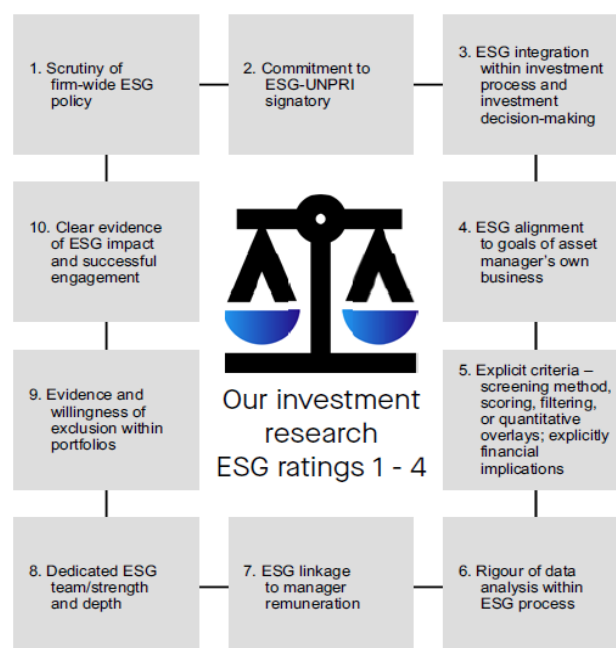 1. Scrutiny of
firm-wide ESG
policy
2. Commitment to
ESG-UNPRI
signatory
3. ESG integration
within investment
process and
investment
decision-making
4. ESG alignment
to goals of asset
manager's own
business
5. Explicit criteria –
screening method,
scoring, filtering,
or quantitative
overlays; explicitly
financial
implications
6. Rigour of data
analysis within
ESG process
7. ESG linkage
to manager
remuneration
8. Dedicated ESG
team/strength
and depth
9. Evidence and
willingness of
exclusion within
portfolios
10. Clear evidence
of ESG impact
and successful
engagement
Our investment
research
ESG ratings 1 - 4